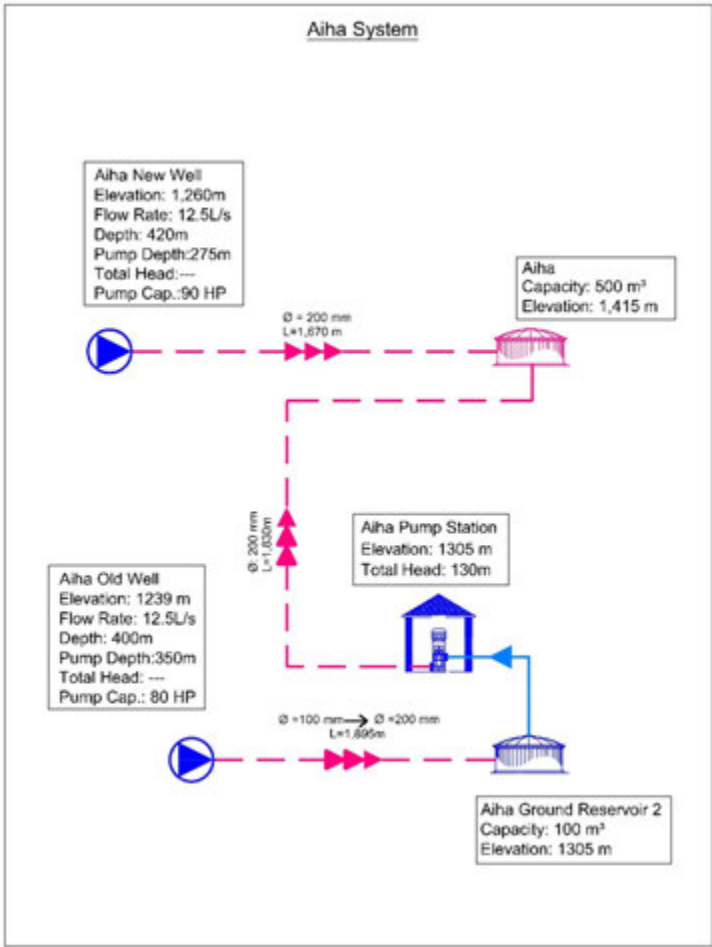 Aiha System
Aiha New Well
Elevation: 1,260m
Flow Rate: 12.5L/s
Depth: 420m
Pump Depth:275m
Total Head:---
Pump Cap.:90 HP
Aiha
Capacity: 500 m³
Elevation: 1,415 m
Ø = 200 mm
L=1,670 m
Ø: 200 mm
L=1,830m
Aiha Pump Station
Elevation: 1305 m
Total Head: 130m
Aiha Old Well
Elevation: 1239 m
Flow Rate: 12.5L/s
Depth: 400m
Pump Depth:350m
Total Head: ---
Pump Cap.: 80 HP
Ø =100 mm → Ø =200 mm
L=1,895m
Aiha Ground Reservoir 2
Capacity: 100 m³
Elevation: 1305 m